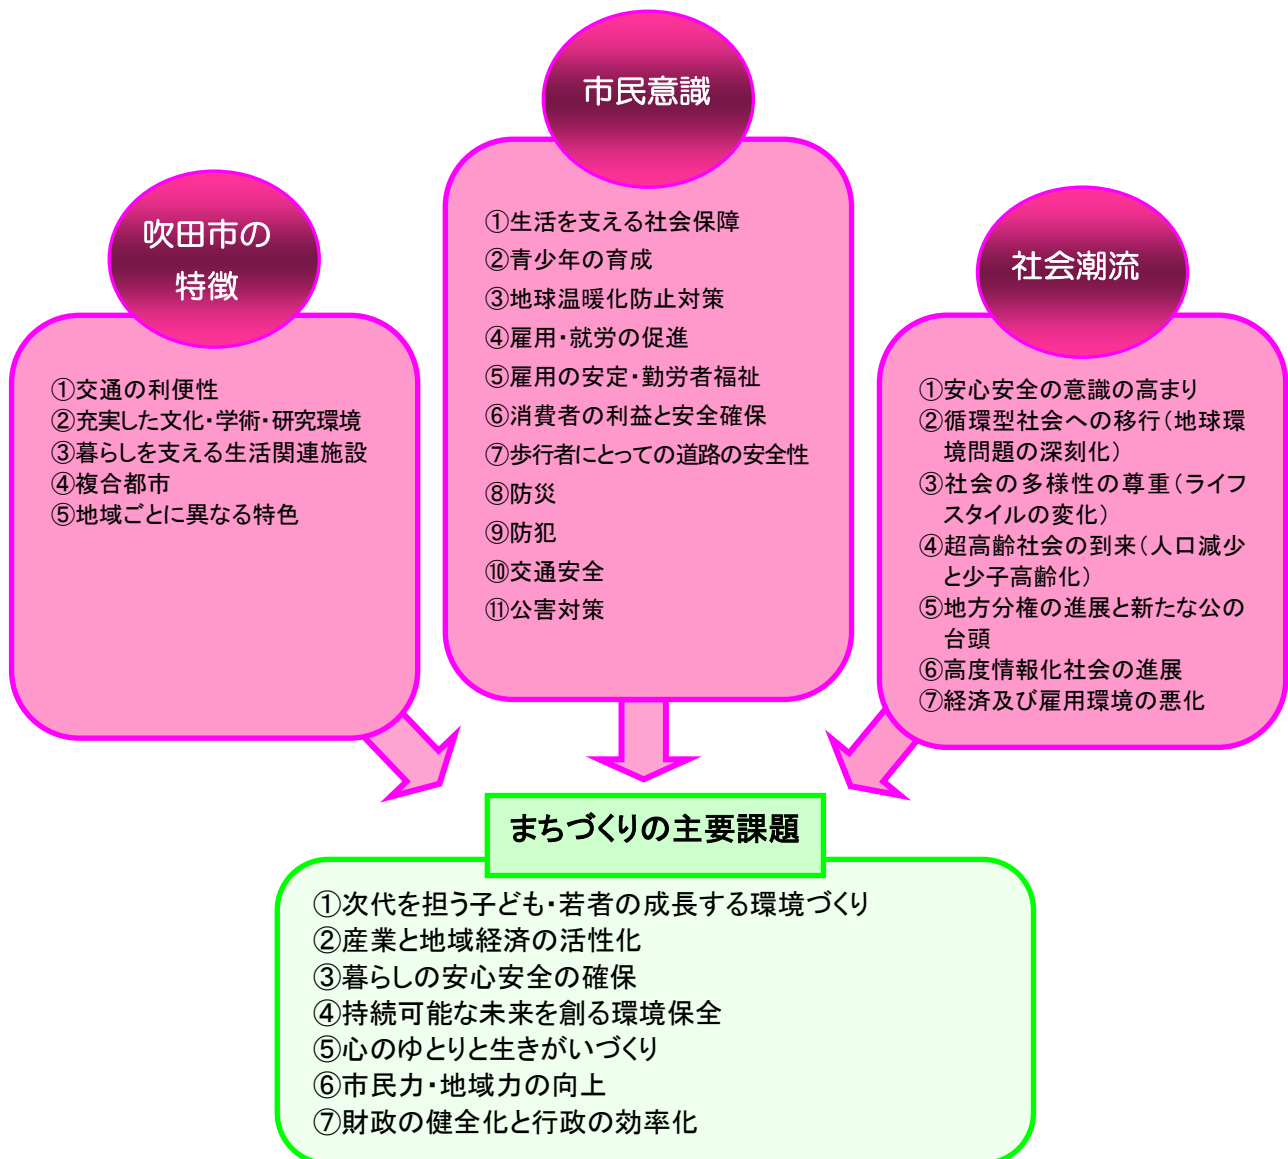 吹田市の
特徴
①交通の利便性
②充実した文化・学術・研究環境
③暮らしを支える生活関連施設
④複合都市
⑤地域ごとに異なる特色
市民意識
①生活を支える社会保障
②青少年の育成
③地球温暖化防止対策
④雇用・就労の促進
⑤雇用の安定・勤労者福祉
⑥消費者の利益と安全確保
⑦歩行者にとっての道路の安全性
⑧防災
⑨防犯
⑩交通安全
⑪公害対策
社会潮流
①安心安全の意識の高まり
②循環型社会への移行（地球環
境問題の深刻化）
③社会の多様性の尊重（ライフ
スタイルの変化）
④超高齢社会の到来（人口減少
と少子高齢化）
⑤地方分権の進展と新たな公の
台頭
⑥高度情報化社会の進展
⑦経済及び雇用環境の悪化
まちづくりの主要課題
①次代を担う子ども・若者の成長する環境づくり
②産業と地域経済の活性化
③暮らしの安心安全の確保
④持続可能な未来を創る環境保全
⑤心のゆとりと生きがいづくり
⑥市民力・地域力の向上
⑦財政の健全化と行政の効率化